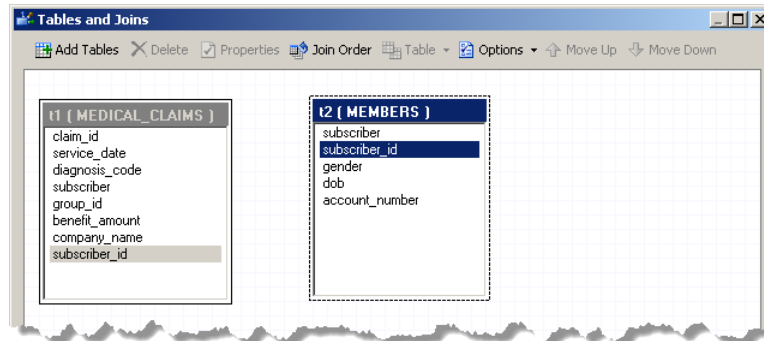 Tables and Joins
Add Tables Delete Properties Join Order Table Options Move Up Move Down
t1 ( MEDICAL_CLAIMS )
claim_id
service_date
diagnosis_code
subscriber
group_id
benefit_amount
company_name
subscriber_id
t2 ( MEMBERS )
subscriber
subscriber_id
gender
dob
account_number